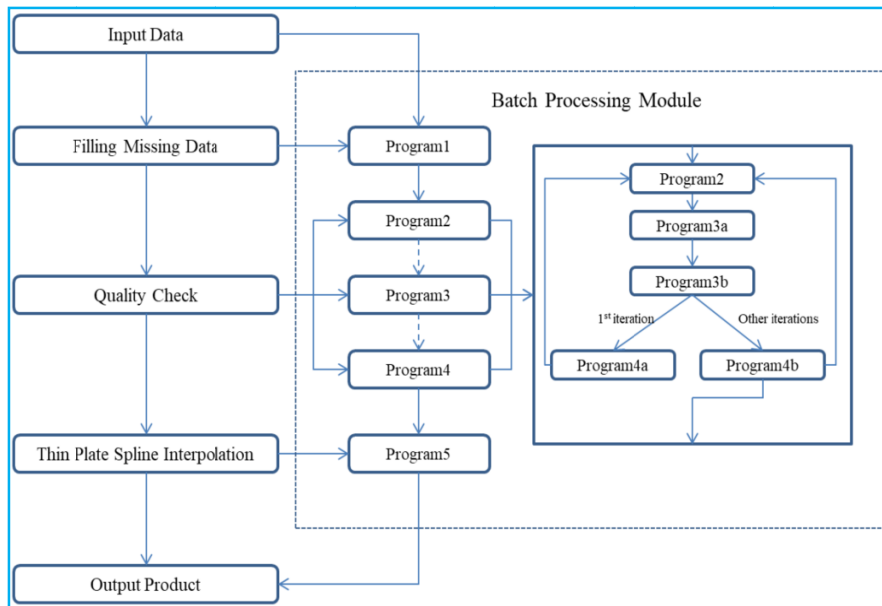 Input Data
Batch Processing Module
Filling Missing Data
Program1
Program2
Program2
Program3a
Quality Check
Program3
Program3b
1st iteration
Other iterations
Program4
Program4a
Program4b
Thin Plate Spline Interpolation
Program5
Output Product